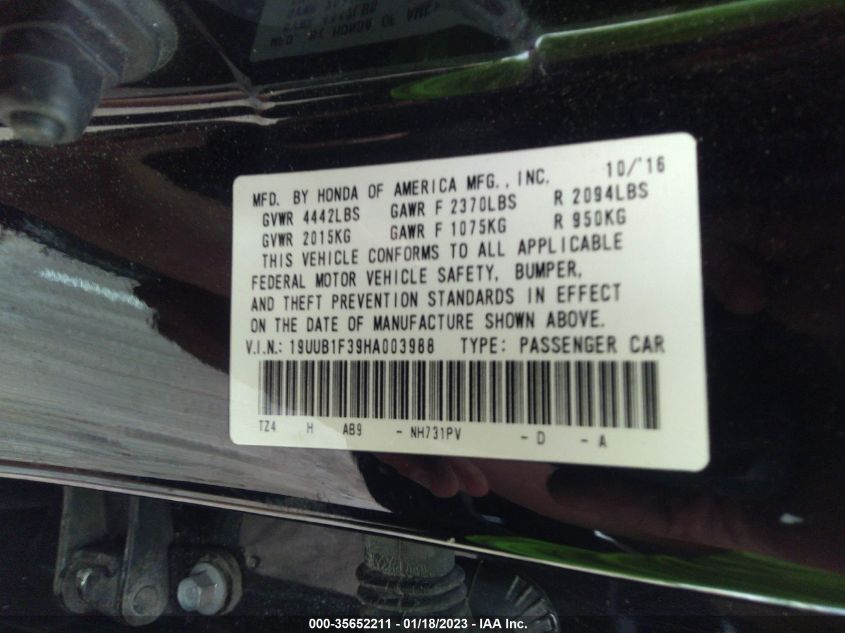 MFD. BY HONDA OF AMERICA MFG., INC. 10/'16
GVWR 4442LBS GAWR F 2370LBS R 2094LBS
GVWR 2015KG GAWR F 1075KG R 950KG
THIS VEHICLE CONFORMS TO ALL APPLICABLE
FEDERAL MOTOR VEHICLE SAFETY, BUMPER,
AND THEFT PREVENTION STANDARDS IN EFFECT
ON THE DATE OF MANUFACTURE SHOWN ABOVE.
V.I.N.: 19UUB1F39HA003988 TYPE: PASSENGER CAR
TZ4 H AB9 - NH731PV - D - A
000-35652211 - 01/18/2023 - IAA Inc.